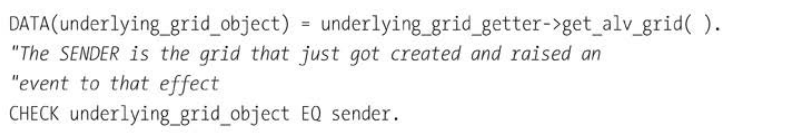 DATA(underlying_grid_object) = underlying_grid_getter->get_alv_grid( ).
"The SENDER is the grid that just got created and raised an
"event to that effect
CHECK underlying_grid_object EQ sender.